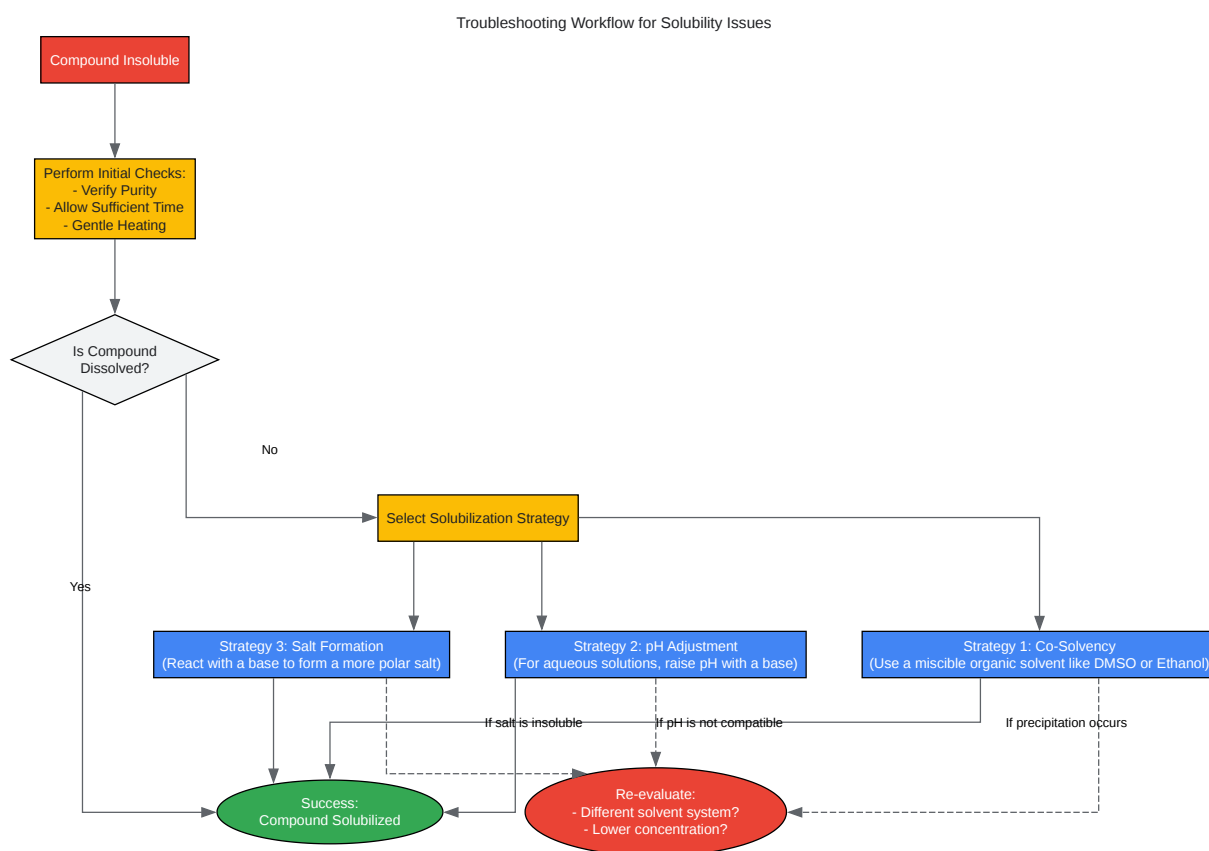 Troubleshooting Workflow for Solubility Issues
Compound Insoluble
Perform Initial Checks:
- Verify Purity
- Allow Sufficient Time
- Gentle Heating
Is Compound
Dissolved?
No
Select Solubilization Strategy
Yes
Strategy 3: Salt Formation
(React with a base to form a more polar salt)
Strategy 2: pH Adjustment
(For aqueous solutions, raise pH with a base)
Strategy 1: Co-Solvency
(Use a miscible organic solvent like DMSO or Ethanol)
If salt is insoluble
If pH is not compatible
If precipitation occurs
Success:
Compound Solubilized
Re-evaluate:
- Different solvent system?
- Lower concentration?